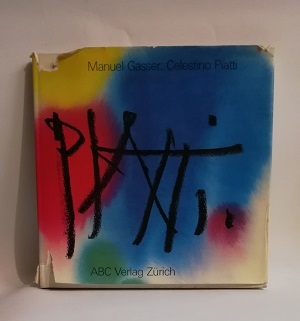 Manuel Gasser, Celestino Piatti
PIATTi.
ABC Verlag Zürich